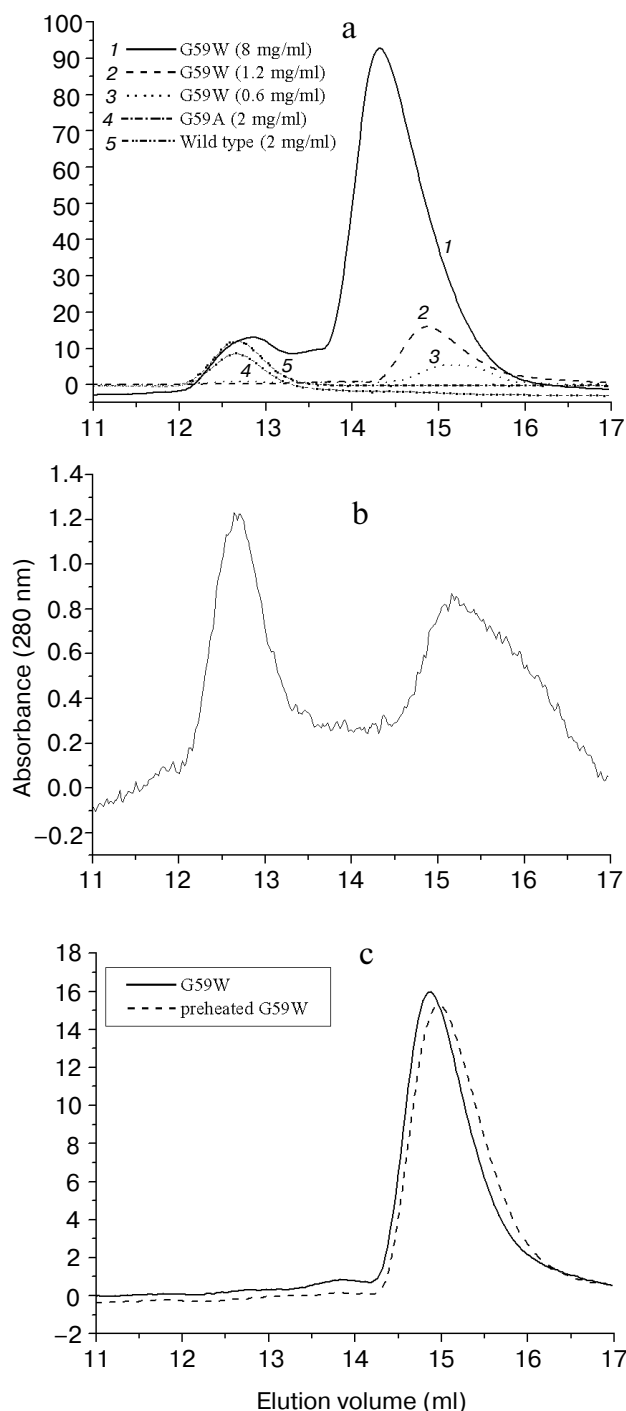 a
100
90
80
70
60
50
40
30
20
10
0
1 G59W (8 mg/ml)
2 G59W (1.2 mg/ml)
3 G59W (0.6 mg/ml)
4 G59A (2 mg/ml)
5 Wild type (2 mg/ml)
1
2
3
4
5
11 12 13 14 15 16 17
b
Absorbance (280 nm)
1.4
1.2
1.0
0.8
0.6
0.4
0.2
0.0
−0.2
11 12 13 14 15 16 17
c
18
16
14
12
10
8
6
4
2
0
−2
G59W
preheated G59W
11 12 13 14 15 16 17
Elution volume (ml)